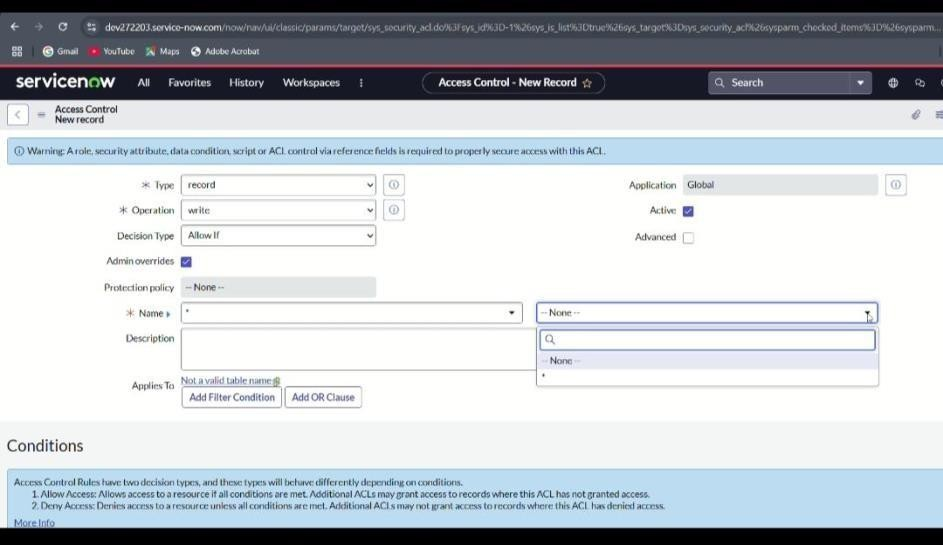 dev272203.service-now.com/now/nav/ui/classic/params/target/sys_security_acl.do%3Fsys_id%3D-1%26sys_is_list%3Dtrue%26sys_target%3Dsys_security_acl%26sysparm_checked_items%3D%26sysparm...
Gmail YouTube Maps Adobe Acrobat
servicenow All Favorites History Workspaces Access Control - New Record Search
Access Control
New record
Warning: A role, security attribute, data condition, script or ACL control via reference fields is required to properly secure access with this ACL.
* Type record Application Global
* Operation write Active
Decision Type Allow If Advanced
Admin overrides
Protection policy -- None --
* Name * -- None --
Description
-- None --
*
Applies To Not a valid table name
Add Filter Condition Add OR Clause
Conditions
Access Control Rules have two decision types, and these types will behave differently depending on conditions.
1. Allow Access: Allows access to a resource if all conditions are met. Additional ACLs may grant access to records where this ACL has not granted access.
2. Deny Access: Denies access to a resource unless all conditions are met. Additional ACLs may not grant access to records where this ACL has denied access.
More Info